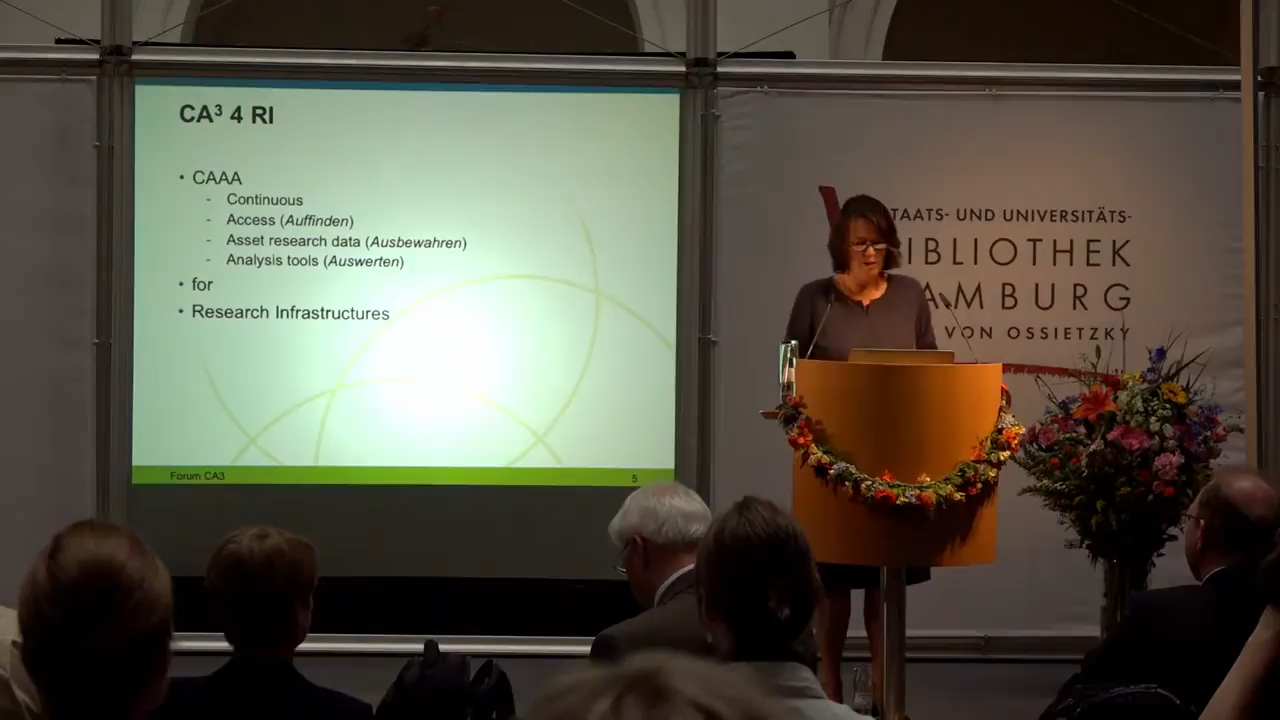 CA³ 4 RI
• CAAA
- Continuous
- Access (Auffinden)
- Asset research data (Ausbewahren)
- Analysis tools (Auswerten)
• for
• Research Infrastructures
Forum CA3
5
TAATS- UND UNIVERSITÄTS-
IBLIOTHEK
AMBURG
VON OSSIETZKY